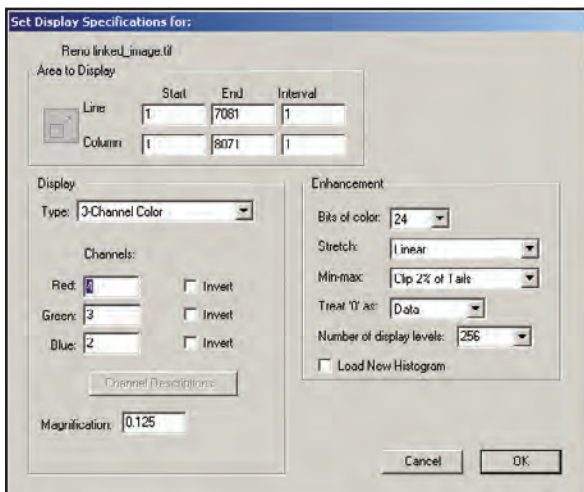 Set Display Specifications for:
Reno linked_image.tif
Area to Display
Start End Interval
Line 1 7081 1
Column 1 8071 1
Display
Type: 3-Channel Color
Channels:
Red: 4 Invert
Green: 3 Invert
Blue: 2 Invert
Channel Descriptions
Magnification: 0.125
Enhancement
Bits of color: 24
Stretch: Linear
Min-max: Clip 2% of Tails
Treat '0' as: Data
Number of display levels: 256
Load New Histogram
Cancel OK